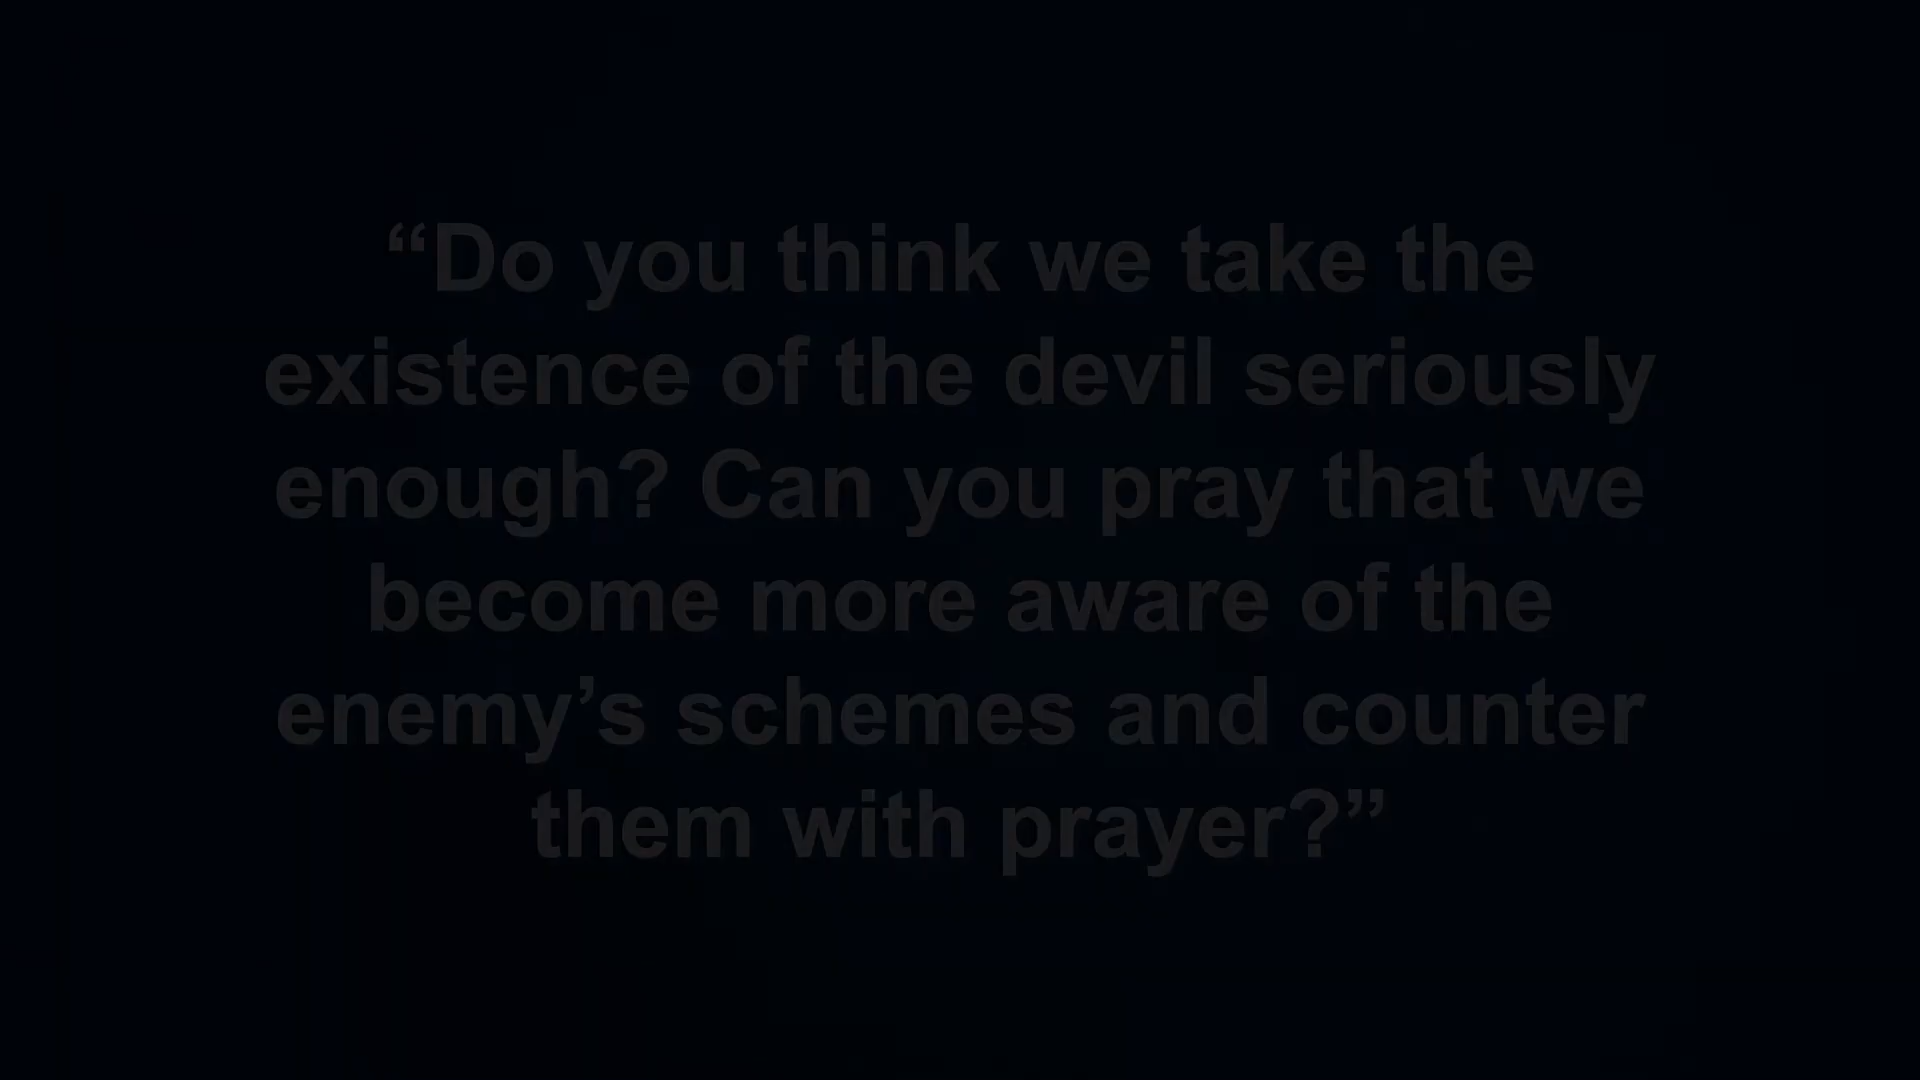 “Do you think we take the
existence of the devil seriously
enough? Can you pray that we
become more aware of the
enemy’s schemes and counter
them with prayer?”